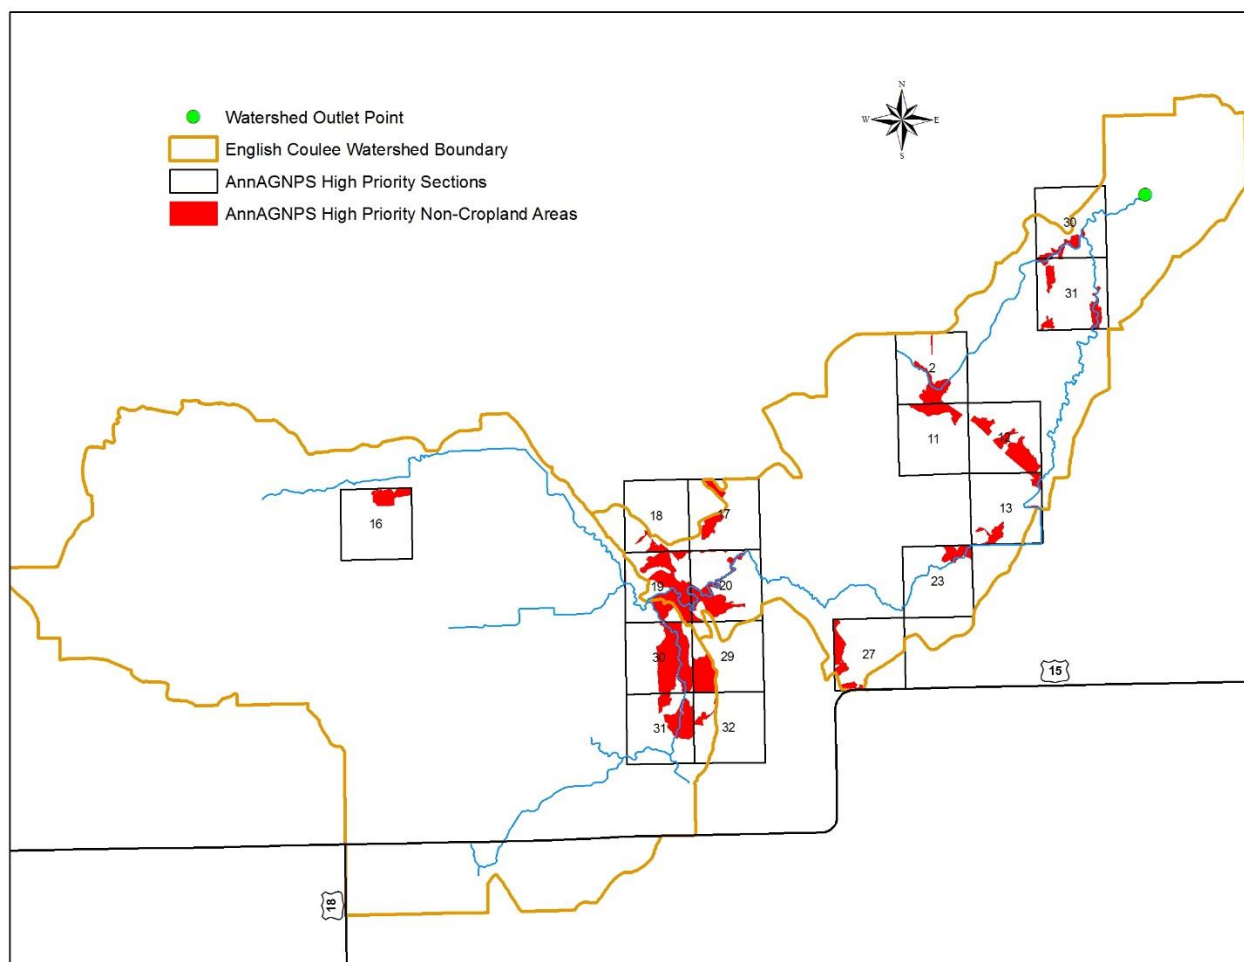 N
W E
S
Watershed Outlet Point
English Coulee Watershed Boundary
AnnAGNPS High Priority Sections
AnnAGNPS High Priority Non-Cropland Areas
30
31
2
11
12
13
16
18
17
19
20
23
30
29
27
31
32
15
18